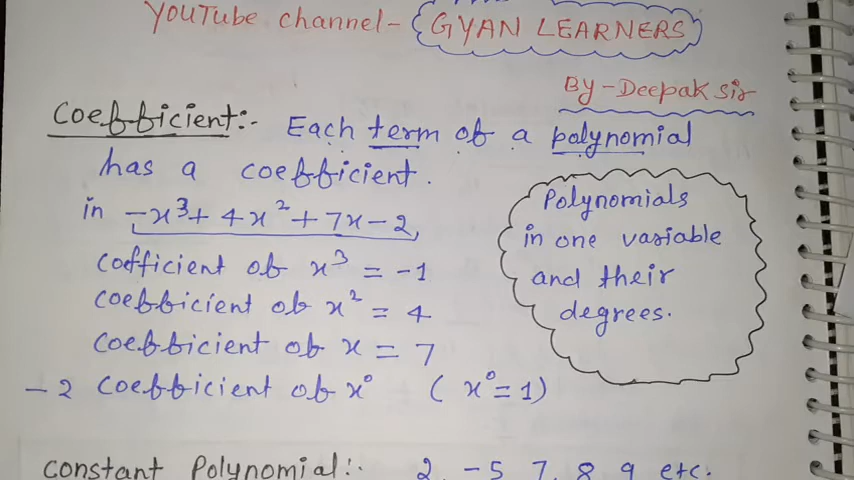 YouTube channel- GYAN LEARNERS
By-Deepak sir
Coefficient:- Each term of a polynomial
has a coefficient.
in -x³+ 4x² + 7x - 2,
cofficient of x³ = -1
coefficient of x² = 4
coefficient of x = 7
-2 coefficient of x⁰ ( x⁰=1)
Polynomials
in one variable
and their
degrees.
constant Polynomial:. 2, -5, 7, 8, 9 etc.